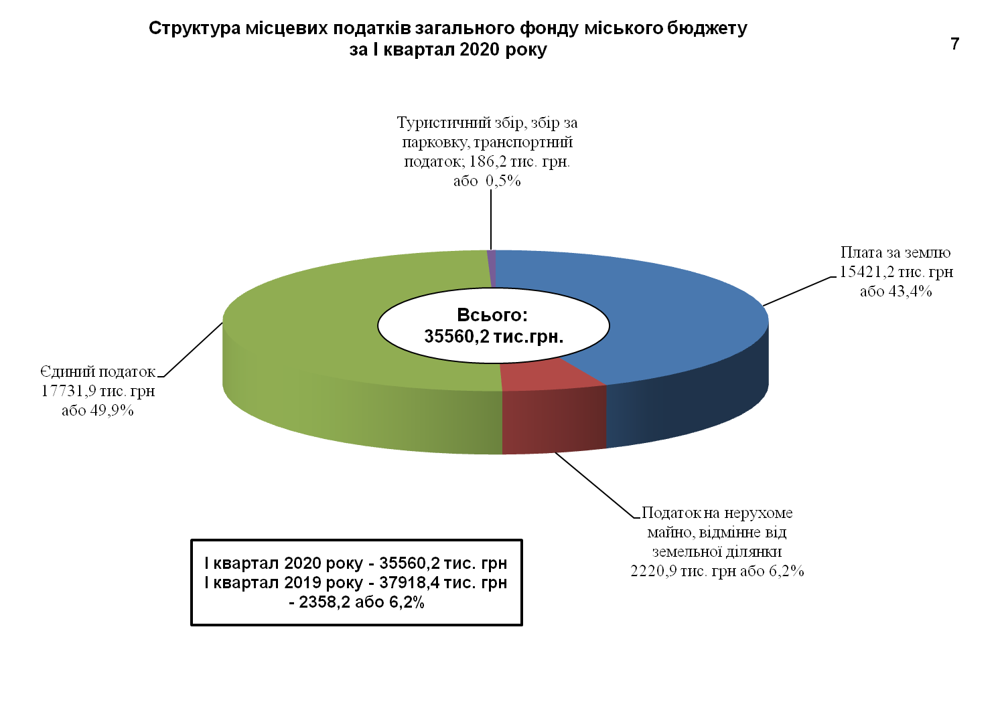 Структура місцевих податків загального фонду міського бюджету
за І квартал 2020 року
7
Туристичний збір, збір за
парковку, транспортний
податок; 186,2 тис. грн.
або 0,5%
Плата за землю
15421,2 тис. грн
або 43,4%
Всього:
35560,2 тис.грн.
Єдиний податок
17731,9 тис. грн
або 49,9%
Податок на нерухоме
майно, відмінне від
земельної ділянки
2220,9 тис. грн або 6,2%
І квартал 2020 року - 35560,2 тис. грн
І квартал 2019 року - 37918,4 тис. грн
- 2358,2 або 6,2%